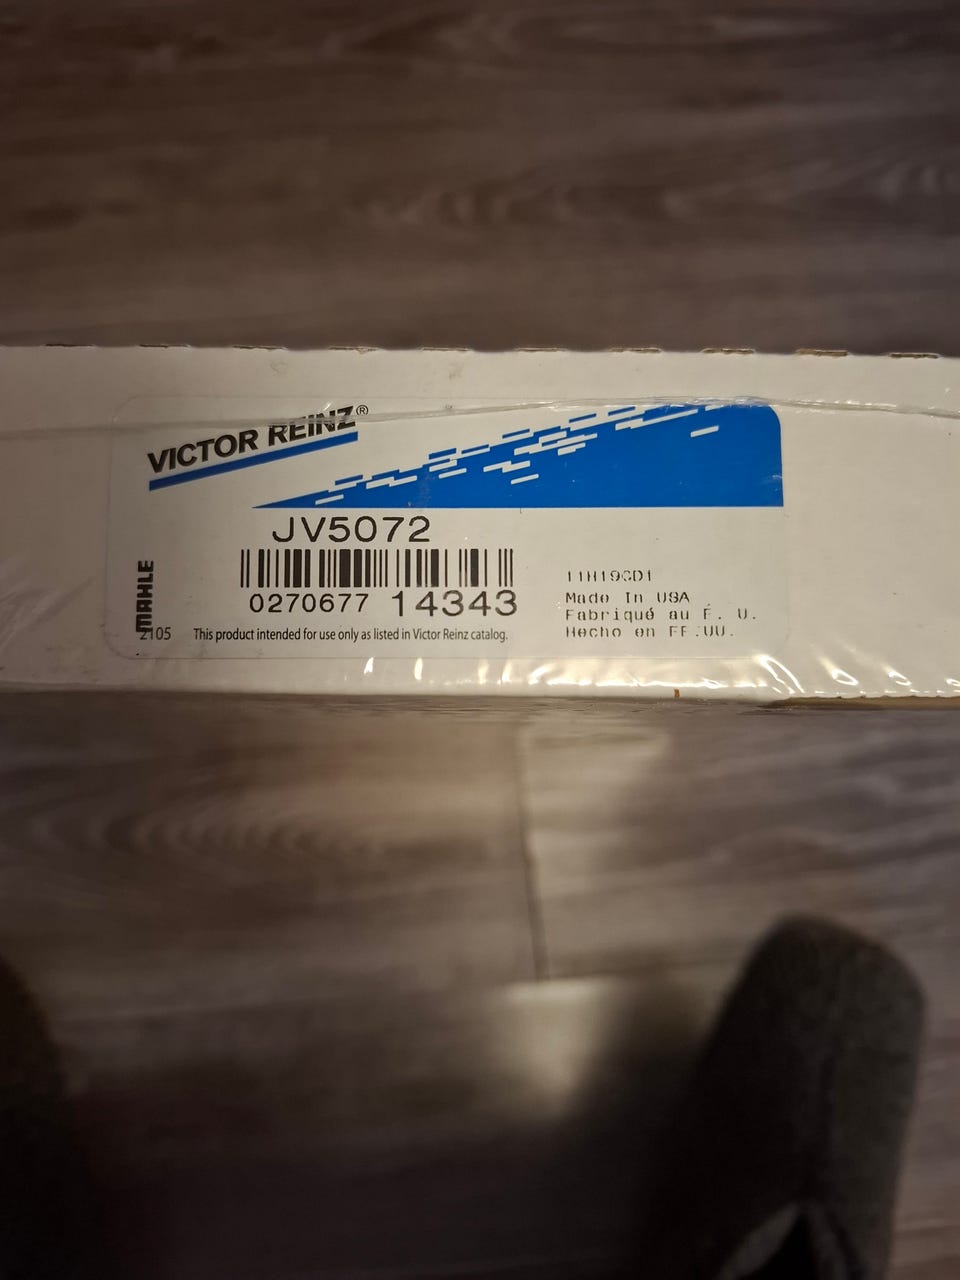 VICTOR REINZ®
JV5072
0270677 14343
MAHLE
2105
This product intended for use only as listed in Victor Reinz catalog.
11H19CD1
Made In USA
Fabriqué au É. U.
Hecho en EE.UU.